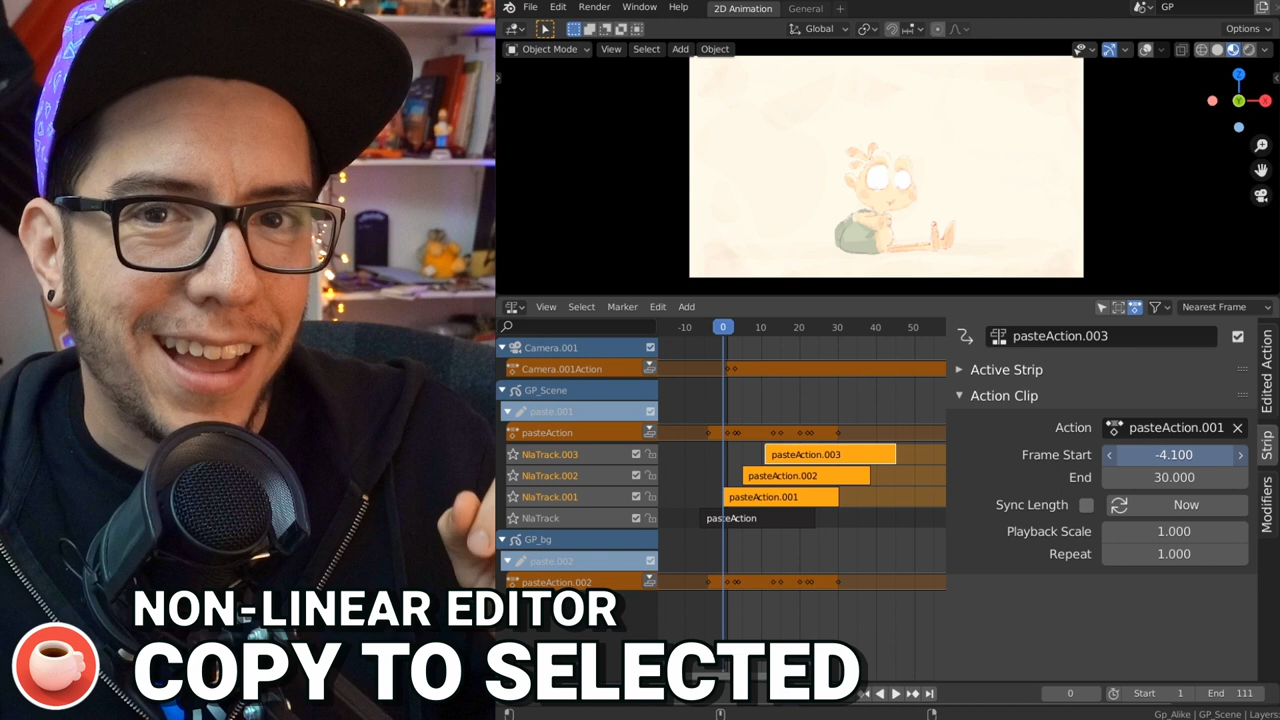 File Edit Render Window Help 2D Animation General + GP
Global Options
Object Mode View Select Add Object
Z
Y X
View Select Marker Edit Add Nearest Frame
-10 0 10 20 30 40 50
pasteAction.003
Camera.001
Camera.001Action
Active Strip
GP_Scene
Action Clip
paste.001
pasteAction
Action pasteAction.001
NlaTrack.003 pasteAction.003
Frame Start -4.100
NlaTrack.002 pasteAction.002
End 30.000
NlaTrack.001 pasteAction.001
Sync Length Now
NlaTrack pasteAction
Playback Scale 1.000
GP_bg
Repeat 1.000
paste.002
pasteAction.002
Edited Action
Strip
Modifiers
NON-LINEAR EDITOR
COPY TO SELECTED
0 Start 1 End 111
Gp_Alike | GP_Scene | Layers: